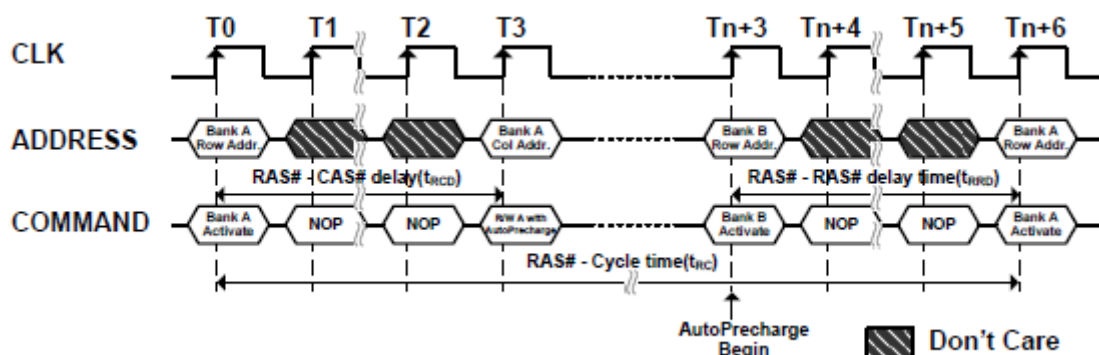 T0 T1 T2 T3 Tn+3 Tn+4 Tn+5 Tn+6
CLK
ADDRESS
Bank A
Row Addr.
Bank A
Col Addr.
Bank B
Row Addr.
Bank A
Row Addr.
RAS# - CAS# delay(tRCD)
RAS# - RAS# delay time(tRRD)
COMMAND
Bank A
Activate
NOP
NOP
R/W A with
AutoPrecharge
Bank B
Activate
NOP
NOP
Bank A
Activate
RAS# - Cycle time(tRC)
AutoPrecharge
Begin
Don't Care